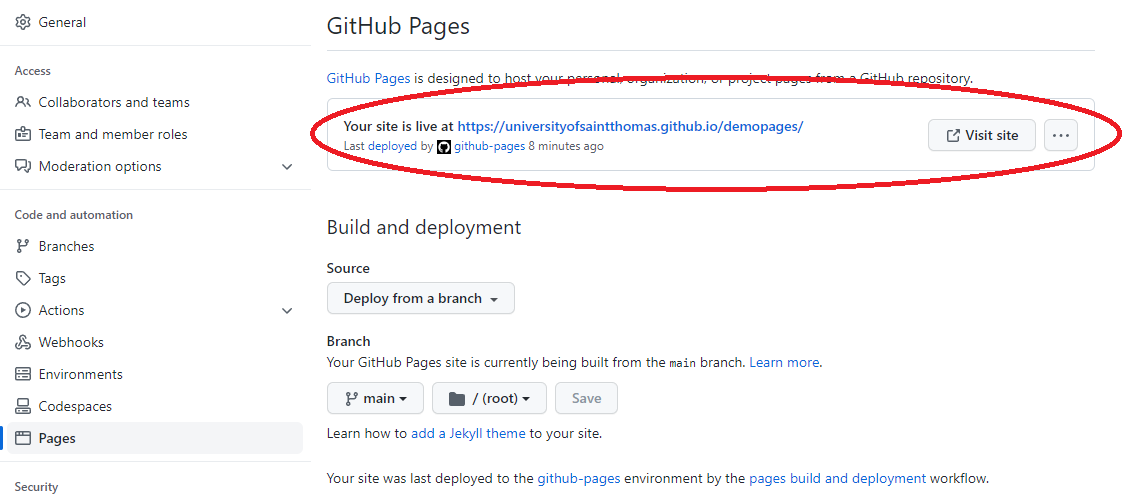 General
Access
Collaborators and teams
Team and member roles
Moderation options
Code and automation
Branches
Tags
Actions
Webhooks
Environments
Codespaces
Pages
Security
GitHub Pages
GitHub Pages is designed to host your personal, organization, or project pages from a GitHub repository.
Your site is live at https://universityofsaintthomas.github.io/demopages/
Last deployed by github-pages 8 minutes ago
Visit site
Build and deployment
Source
Deploy from a branch
Branch
Your GitHub Pages site is currently being built from the main branch. Learn more.
main / (root) Save
Learn how to add a Jekyll theme to your site.
Your site was last deployed to the github-pages environment by the pages build and deployment workflow.